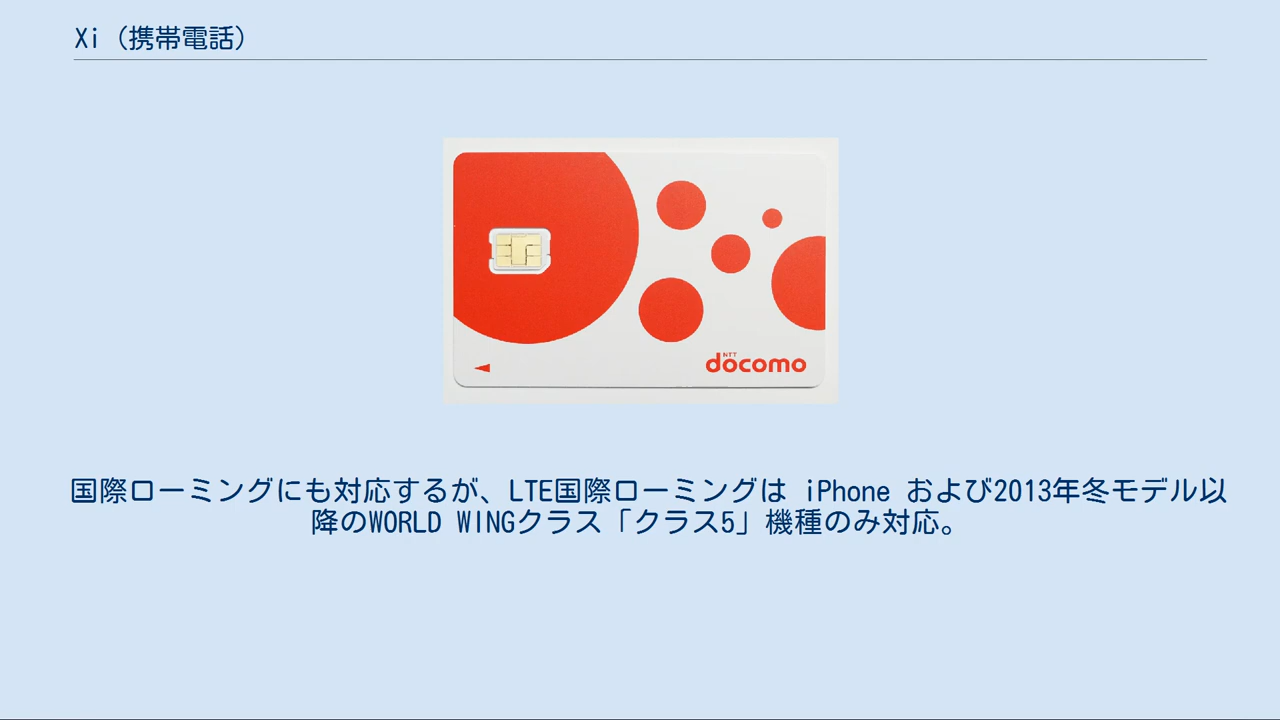 Xi (携帯電話)
NTT
docomo
国際ローミングにも対応するが、LTE国際ローミングは iPhone および2013年冬モデル以
降のWORLD WINGクラス「クラス5」機種のみ対応。